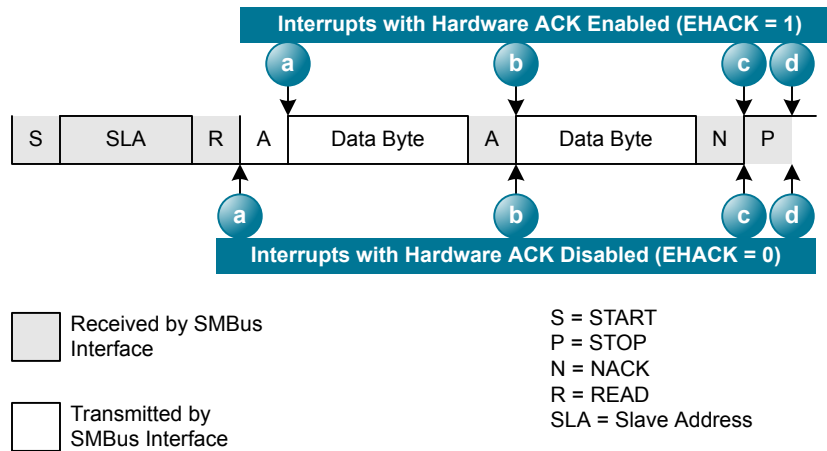 Interrupts with Hardware ACK Enabled (EHACK = 1)
a b c d
S SLA R A Data Byte A Data Byte N P
a b c d
Interrupts with Hardware ACK Disabled (EHACK = 0)
Received by SMBus
Interface
Transmitted by
SMBus Interface
S = START
P = STOP
N = NACK
R = READ
SLA = Slave Address